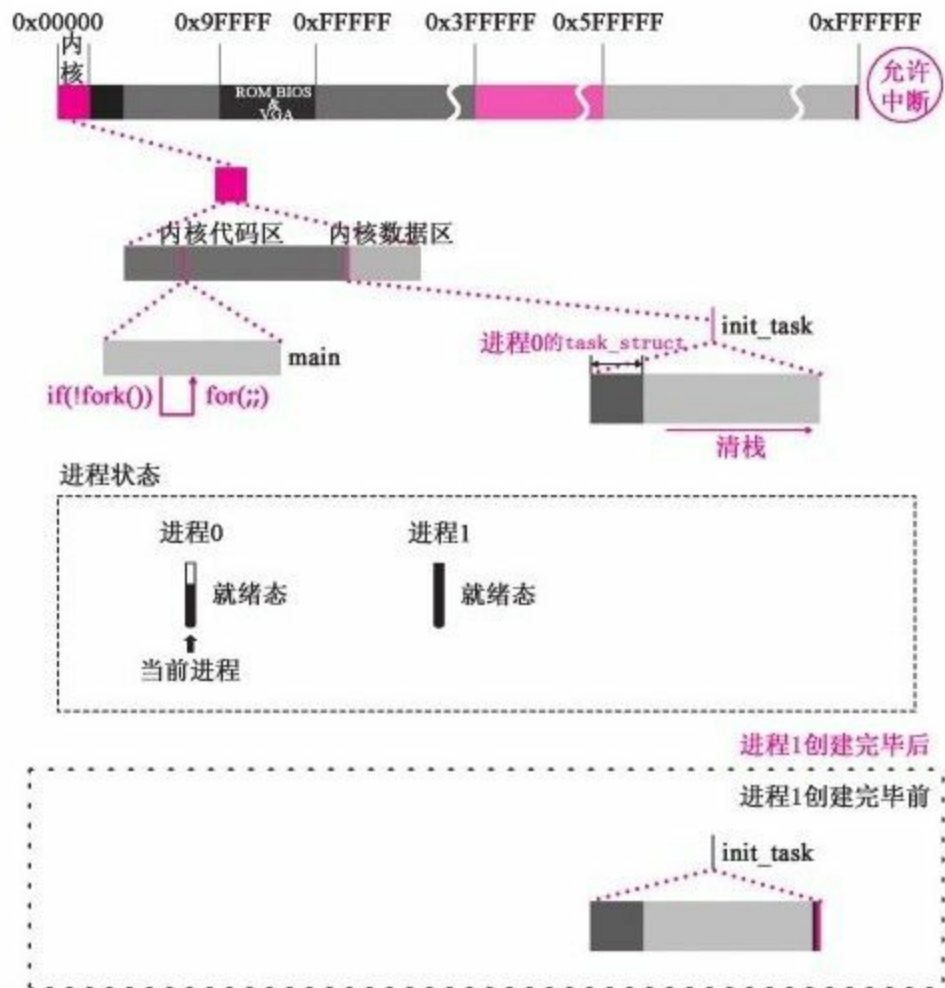 0x00000 0x9FFFF 0xFFFFF 0x3FFFFF 0x5FFFFF 0xFFFFFF
内
核
ROM BIOS
&
VGA
允许
中断
内核代码区 内核数据区
init_task
进程0的task_struct
main
if(!fork()) for(;;)
清栈
进程状态
进程0 进程1
就绪态 就绪态
当前进程
进程1创建完毕后
进程1创建完毕前
init_task